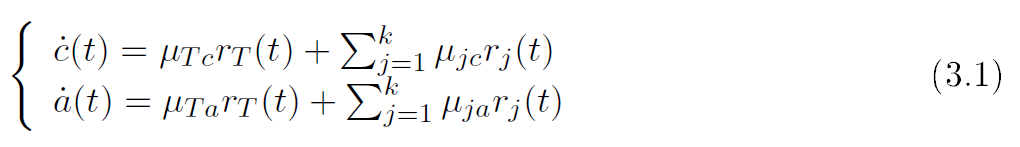 ċ(t) = μ_{Tc}r_T(t) + ∑_{j=1}^{k} μ_{jc}r_j(t)
ȧ(t) = μ_{Ta}r_T(t) + ∑_{j=1}^{k} μ_{ja}r_j(t)
(3.1)